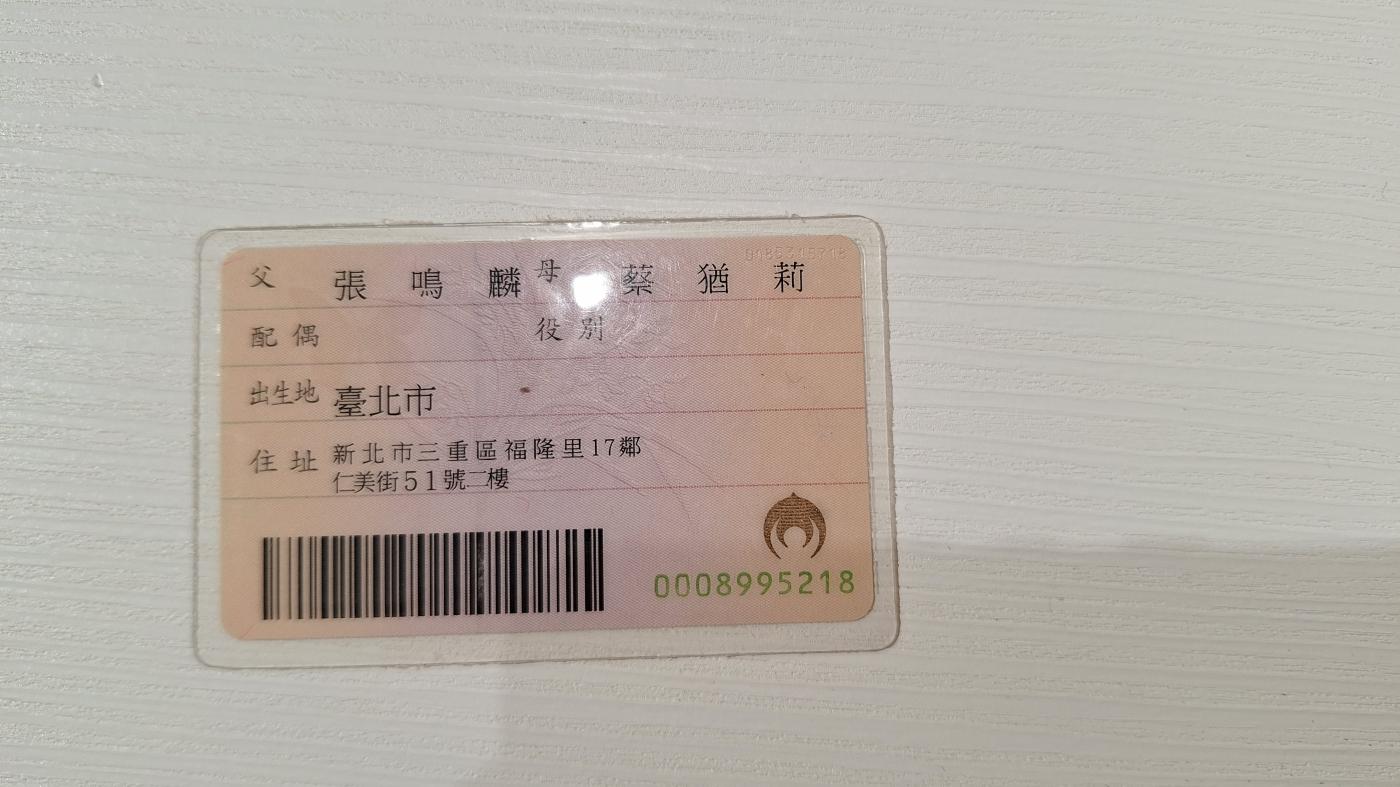 父 張鳴麟 母 蔡猶莉
配偶 役別
出生地 臺北市
住址 新北市三重區福隆里17鄰
仁美街51號二樓
0008995218